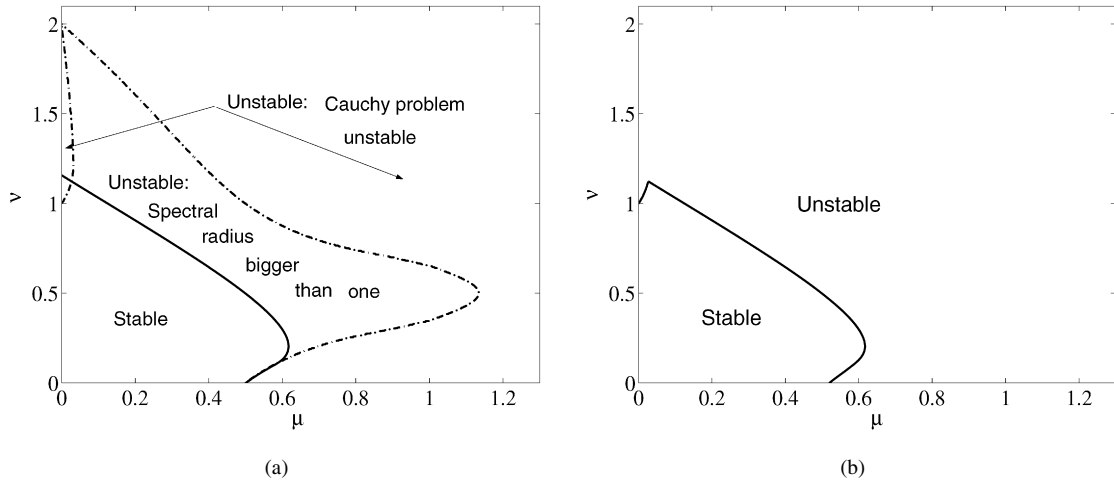 2
1.5
1
0.5
0
ν
Unstable: Cauchy problem
unstable
Unstable:
Spectral
radius
bigger
than one
Stable
0 0.2 0.4 0.6 0.8 1 1.2
μ
(a)
2
1.5
1
0.5
0
ν
Unstable
Stable
0 0.2 0.4 0.6 0.8 1 1.2
μ
(b)